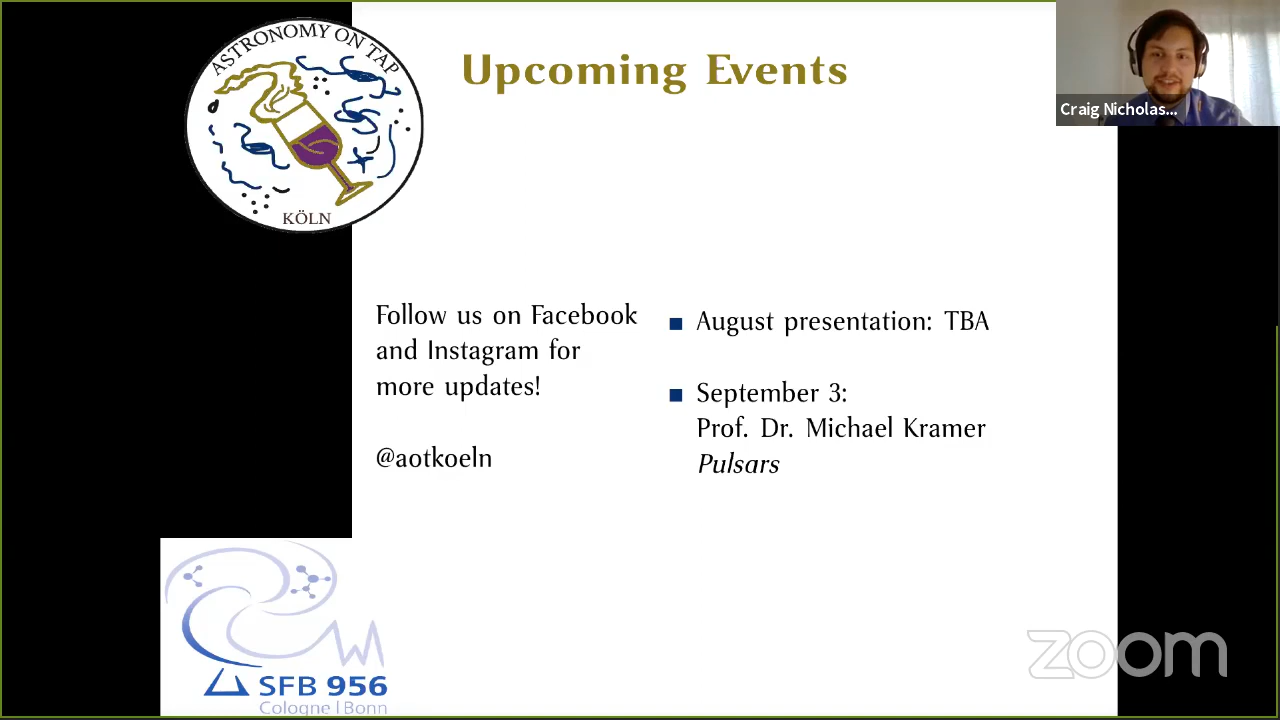 ASTRONOMY ON TAP
KÖLN
Upcoming Events
Craig Nicholas...
Follow us on Facebook
and Instagram for
more updates!
@aotkoeln
August presentation: TBA
September 3:
Prof. Dr. Michael Kramer
Pulsars
SFB 956
Cologne | Bonn
zoom